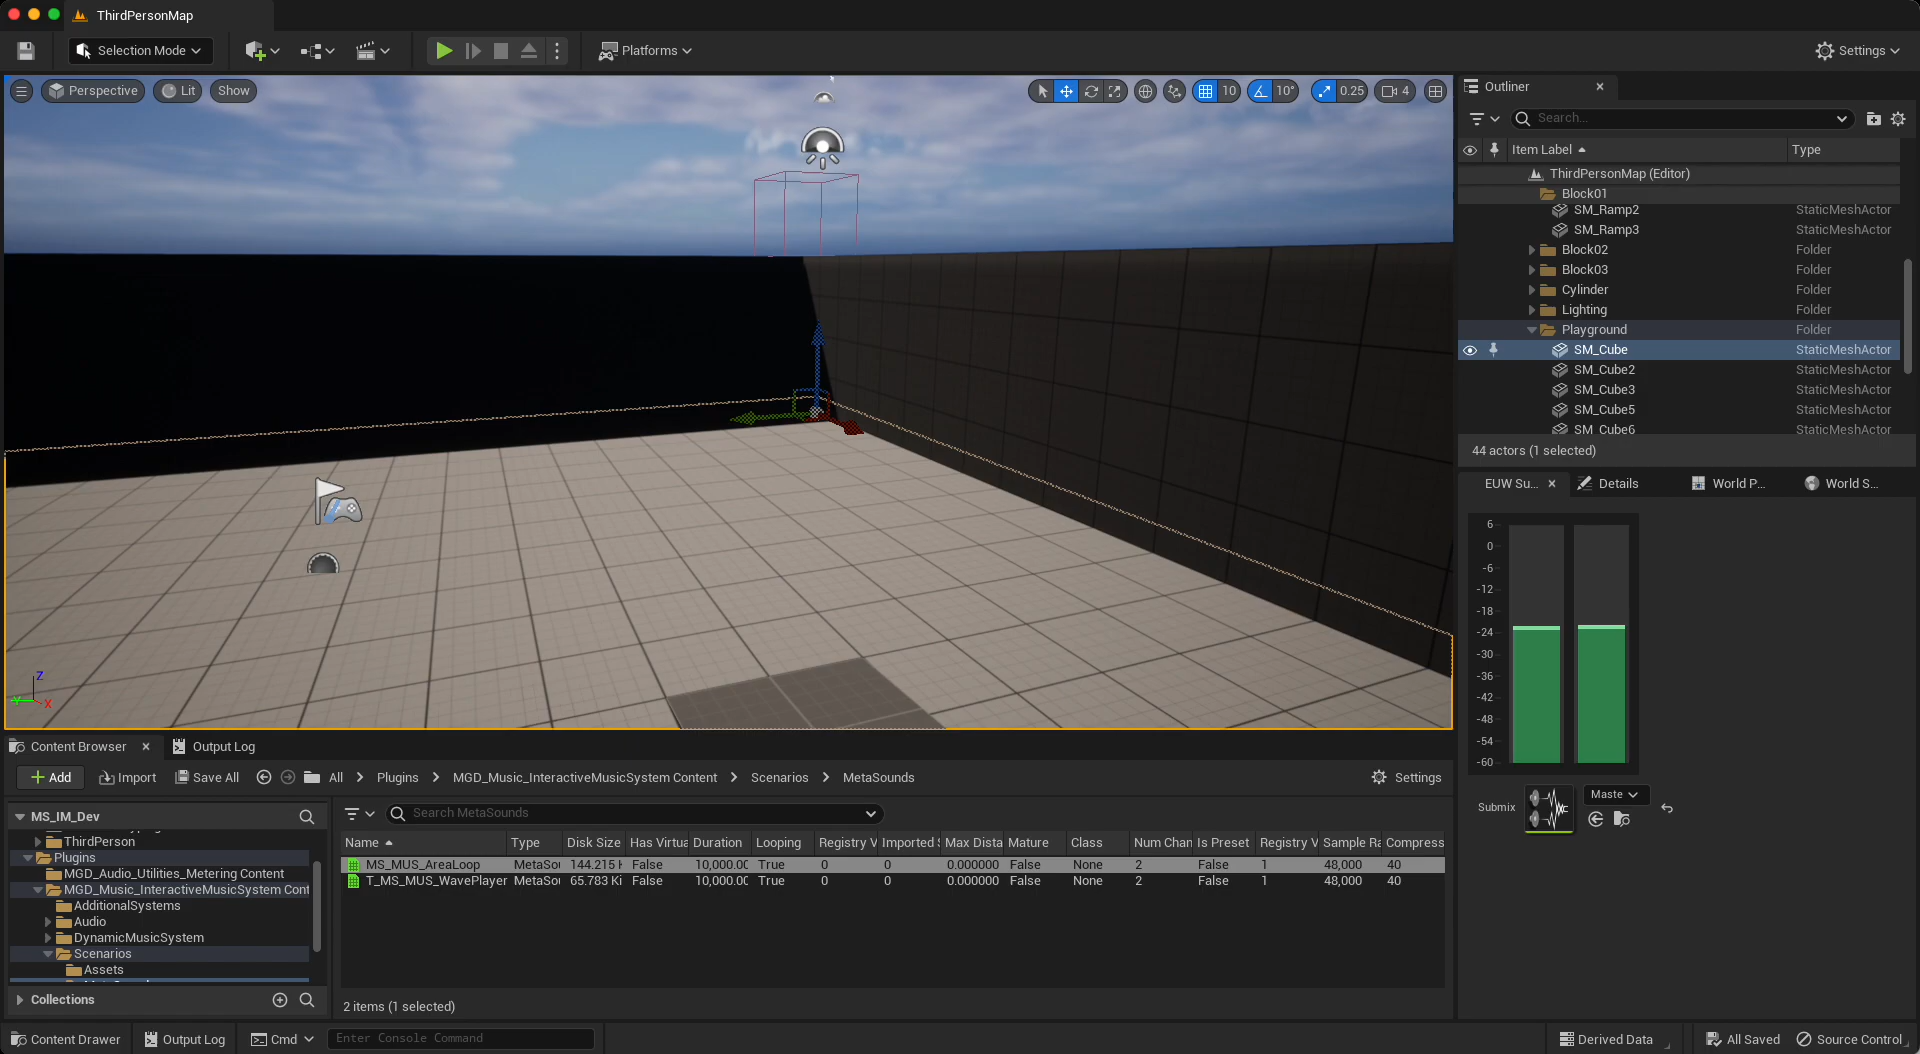 ThirdPersonMap
Selection Mode
Platforms
Settings
Perspective
Lit
Show
10
10°
0.25
4
Z
Y
X
Outliner
Search...
Item Label
Type
ThirdPersonMap (Editor)
Block01
SM_Ramp2 StaticMeshActor
SM_Ramp3 StaticMeshActor
Block02 Folder
Block03 Folder
Cylinder Folder
Lighting Folder
Playground Folder
SM_Cube StaticMeshActor
SM_Cube2 StaticMeshActor
SM_Cube3 StaticMeshActor
SM_Cube5 StaticMeshActor
SM_Cube6 StaticMeshActor
44 actors (1 selected)
EUW Su...
Details
World P...
World S...
6
0
-6
-12
-18
-24
-30
-36
-42
-48
-54
-60
Submix
Maste
Content Browser
Output Log
Add
Import
Save All
All > Plugins > MGD_Music_InteractiveMusicSystem Content > Scenarios > MetaSounds
Settings
MS_IM_Dev
ThirdPerson
Plugins
MGD_Audio_Utilities_Metering Content
MGD_Music_InteractiveMusicSystem Cont
AdditionalSystems
Audio
DynamicMusicSystem
Scenarios
Assets
Collections
Search MetaSounds
Name Type Disk Size Has Virtua Duration Looping Registry V Imported S Max Dista Mature Class Num Chan Is Preset Registry V Sample Ra Compress
MS_MUS_AreaLoop MetaSou 144.215 K False 10,000.00 True 0 0 0.000000 False None 2 False 1 48,000 40
T_MS_MUS_WavePlayer MetaSou 65.783 Ki False 10,000.00 True 0 0 0.000000 False None 2 False 1 48,000 40
2 items (1 selected)
Content Drawer
Output Log
Cmd
Enter Console Command
Derived Data
All Saved
Source Control